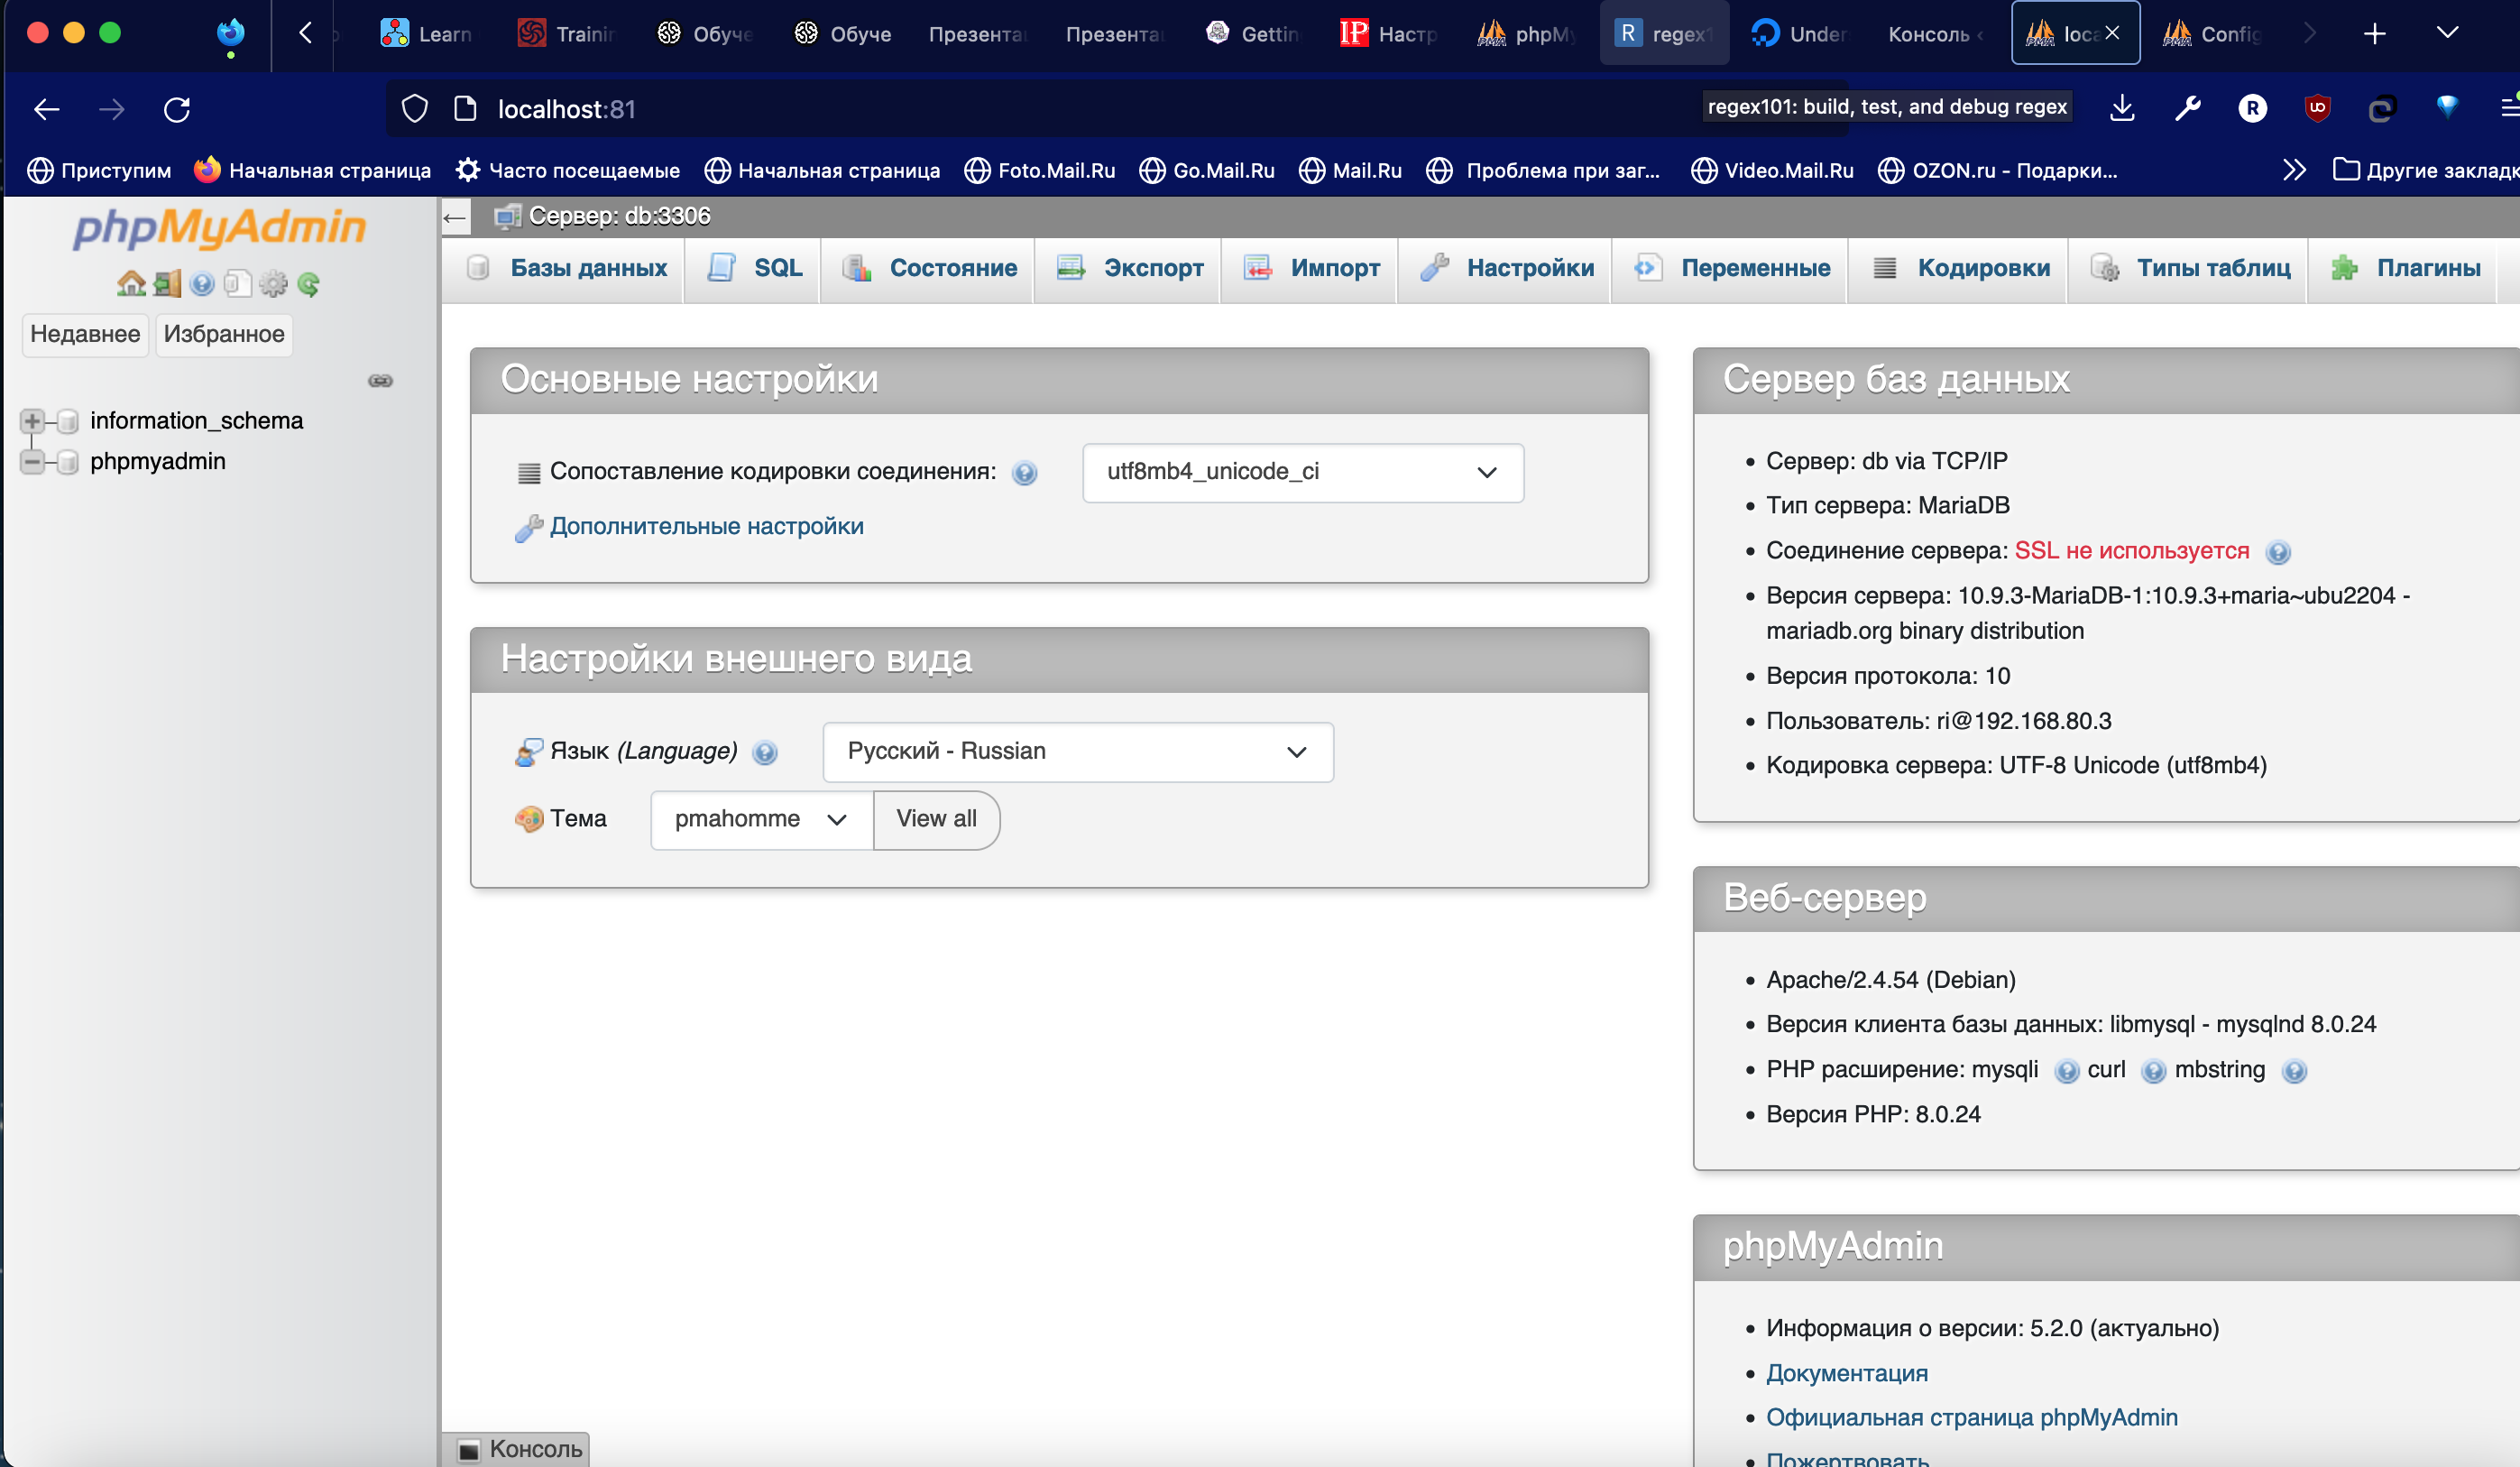 Learn
Trainin
Обуче
Обуче
Презента
Презента
Gettin
Настр
phpMy
regex1
Under
Консоль
loca
Config
localhost:81
regex101: build, test, and debug regex
Приступим
Начальная страница
Часто посещаемые
Начальная страница
Foto.Mail.Ru
Go.Mail.Ru
Mail.Ru
Проблема при заг...
Video.Mail.Ru
OZON.ru - Подарки...
Другие закладк
phpMyAdmin
Недавнее
Избранное
information_schema
phpmyadmin
Сервер: db:3306
Базы данных
SQL
Состояние
Экспорт
Импорт
Настройки
Переменные
Кодировки
Типы таблиц
Плагины
Основные настройки
Сопоставление кодировки соединения:
utf8mb4_unicode_ci
Дополнительные настройки
Настройки внешнего вида
Язык (Language)
Русский - Russian
Тема
pmahomme
View all
Сервер баз данных
Сервер: db via TCP/IP
Тип сервера: MariaDB
Соединение сервера: SSL не используется
Версия сервера: 10.9.3-MariaDB-1:10.9.3+maria~ubu2204 -
mariadb.org binary distribution
Версия протокола: 10
Пользователь: ri@192.168.80.3
Кодировка сервера: UTF-8 Unicode (utf8mb4)
Веб-сервер
Apache/2.4.54 (Debian)
Версия клиента базы данных: libmysql - mysqlnd 8.0.24
PHP расширение: mysqli curl mbstring
Версия PHP: 8.0.24
phpMyAdmin
Информация о версии: 5.2.0 (актуально)
Документация
Официальная страница phpMyAdmin
Пожертвовать
Консоль